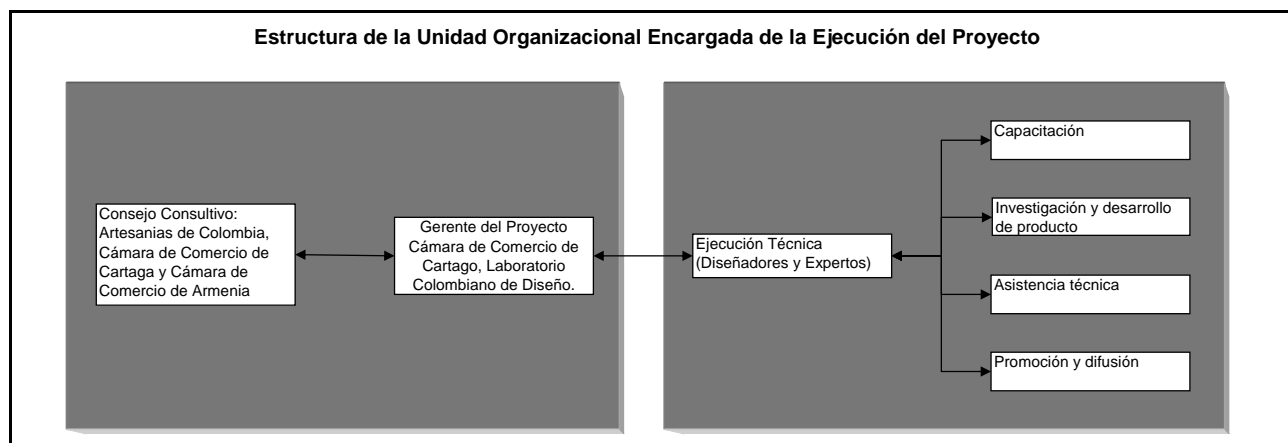 Estructura de la Unidad Organizacional Encargada de la Ejecución del Proyecto
Consejo Consultivo:
Artesanias de Colombia,
Cámara de Comercio de
Cartaga y Cámara de
Comercio de Armenia
Gerente del Proyecto
Cámara de Comercio de
Cartago, Laboratorio
Colombiano de Diseño.
Ejecución Técnica
(Diseñadores y Expertos)
Capacitación
Investigación y desarrollo
de producto
Asistencia técnica
Promoción y difusión